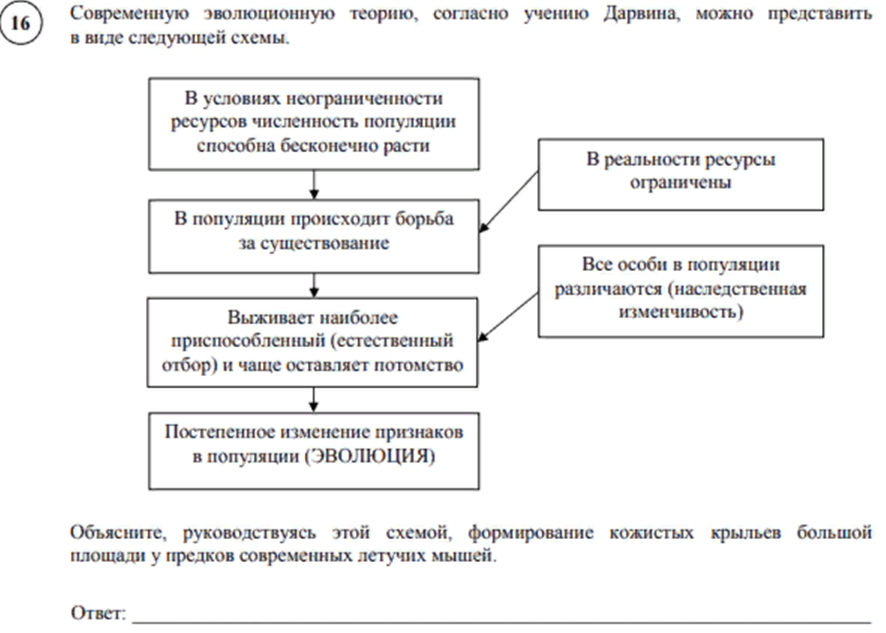 16
Современную эволюционную теорию, согласно учению Дарвина, можно представить
в виде следующей схемы.
В условиях неограниченности
ресурсов численность популяции
способна бесконечно расти
В реальности ресурсы
ограничены
В популяции происходит борьба
за существование
Все особи в популяции
различаются (наследственная
изменчивость)
Выживает наиболее
приспособленный (естественный
отбор) и чаще оставляет потомство
Постепенное изменение признаков
в популяции (ЭВОЛЮЦИЯ)
Объясните, руководствуясь этой схемой, формирование кожистых крыльев большой
площади у предков современных летучих мышей.
Ответ: